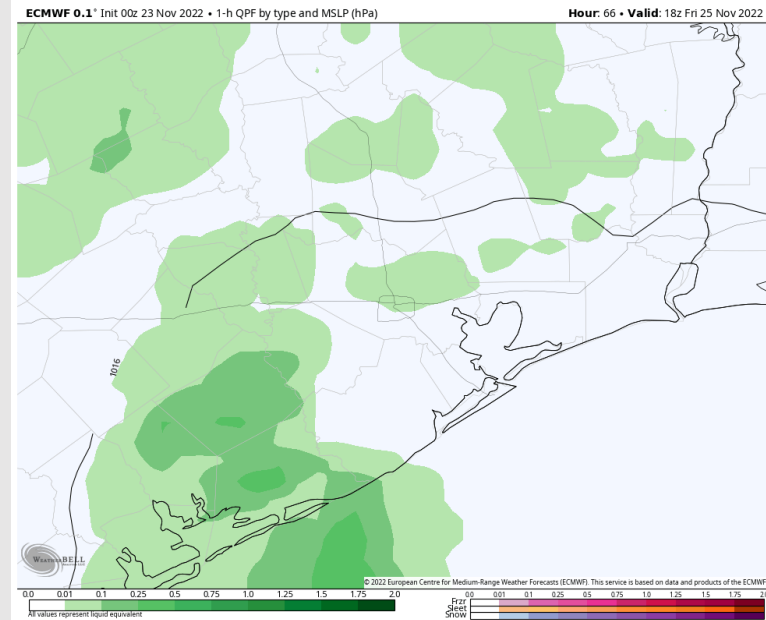 ECMWF 0.1° Init 00z 23 Nov 2022 • 1-h QPF by type and MSLP (hPa) Hour: 66 • Valid: 18z Fri 25 Nov 2022
1016
WEATHERBELL
© 2022 European Centre for Medium-Range Weather Forecasts (ECMWF). This service is based on data and products of the ECMWF
0.0 0.01 0.1 0.25 0.5 0.75 1.0 1.25 1.5 1.75 2.0
All values represent liquid equivalent
0.0 0.01 0.1 0.25 0.5 0.75 1.0 1.25 1.5 1.75 2.0
Frzr
Sleet
Snow